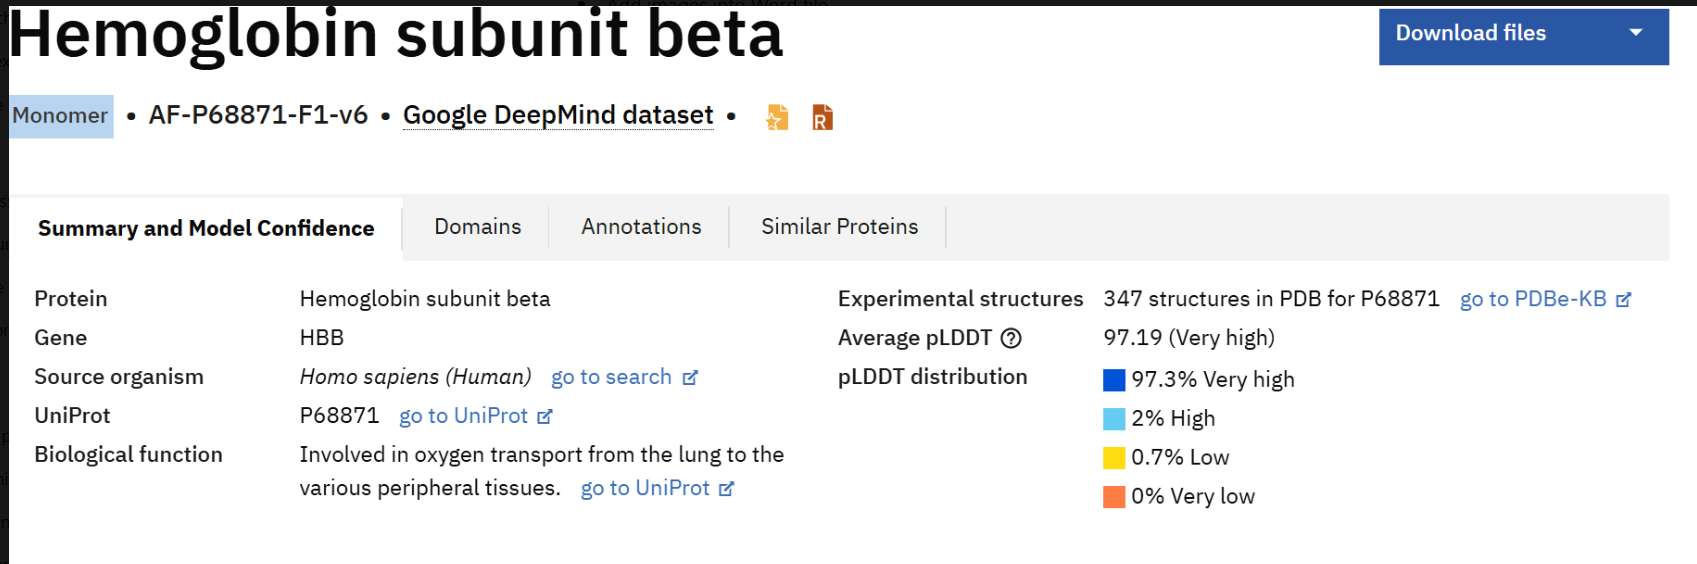 Hemoglobin subunit beta
Download files
Monomer • AF-P68871-F1-v6 • Google DeepMind dataset •
R
Summary and Model Confidence
Domains
Annotations
Similar Proteins
Protein Hemoglobin subunit beta
Gene HBB
Source organism Homo sapiens (Human) go to search
UniProt P68871 go to UniProt
Biological function Involved in oxygen transport from the lung to the
various peripheral tissues. go to UniProt
Experimental structures 347 structures in PDB for P68871 go to PDBe-KB
Average pLDDT ? 97.19 (Very high)
pLDDT distribution 97.3% Very high
2% High
0.7% Low
0% Very low